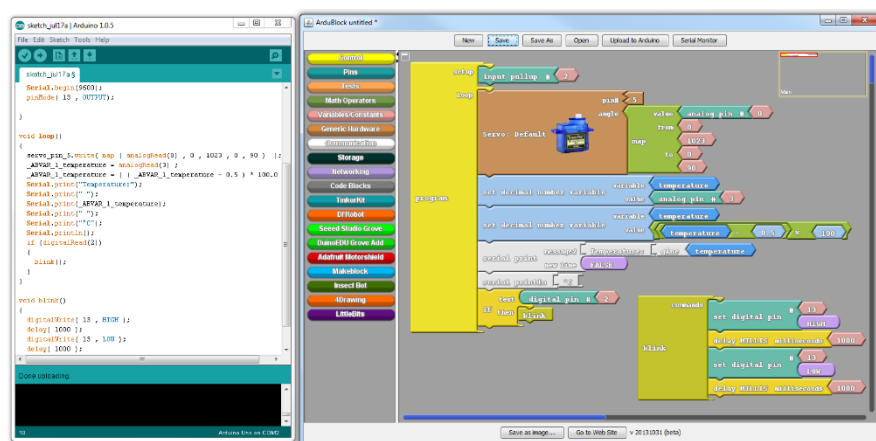 sketch_jul17a | Arduino 1.0.5
File Edit Sketch Tools Help
sketch_jul17a §
Serial.begin(9600);
pinMode( 13 , OUTPUT);
}
void loop()
{
servo_pin_5.write( map ( analogRead(0) , 0 , 1023 , 0 , 90 ) );
_ABVAR_1_temperature = analogRead(3) ;
_ABVAR_1_temperature = ( ( _ABVAR_1_temperature - 0.5 ) * 100.0
Serial.print("Temperature:");
Serial.print(" ");
Serial.print(_ABVAR_1_temperature);
Serial.print(" ");
Serial.print("°C");
Serial.println();
if (digitalRead(2))
{
blink();
}
}
void blink()
{
digitalWrite( 13 , HIGH );
delay( 1000 );
digitalWrite( 13 , LOW );
delay( 1000 );
Done uploading.
Arduino Uno on COM2
ArduBlock untitled *
New Save Save As Open Upload to Arduino Serial Monitor
Control
Pins
Tests
Math Operators
Variables/Constants
Generic Hardware
Communication
Storage
Networking
Code Blocks
TinkerKit
DFRobot
Seeed Studio Grove
DuinoEDU Grove Add
Adafruit Motorshield
Makeblock
Insect Bot
4Drawing
LittleBits
program
setup
input pullup # 2
loop
Servo: Default
pin# 5
angle
map
value analog pin # 0
from 0
1023
to 0
90
set decimal number variable
variable temperature
value analog pin # 3
set decimal number variable
variable temperature
value temperature - 0.5 × 100
serial print
message Temperature: glue temperature
new line FALSE
serial println °C
if
test digital pin # 2
then blink
blink
commands
set digital pin # 13
HIGH
delay MILLIS milliseconds 1000
set digital pin # 13
LOW
delay MILLIS milliseconds 1000
Save as image... Go to Web Site v 20131031 (beta)